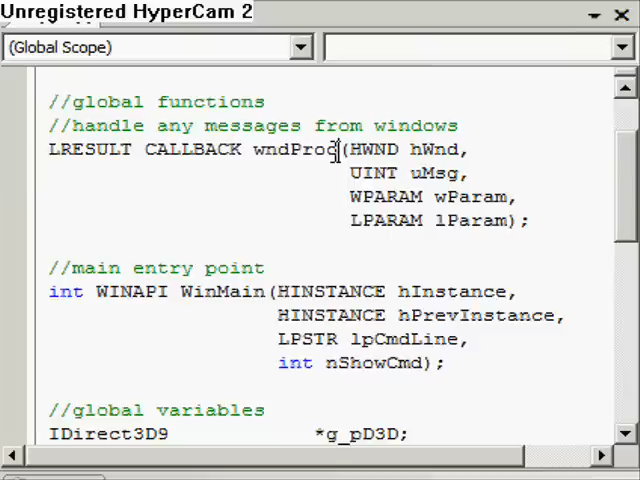 Unregistered HyperCam 2
(Global Scope)
//global functions
//handle any messages from windows
LRESULT CALLBACK wndProc(HWND hWnd,
UINT uMsg,
WPARAM wParam,
LPARAM lParam);
//main entry point
int WINAPI WinMain(HINSTANCE hInstance,
HINSTANCE hPrevInstance,
LPSTR lpCmdLine,
int nShowCmd);
//global variables
IDirect3D9 *g_pD3D;